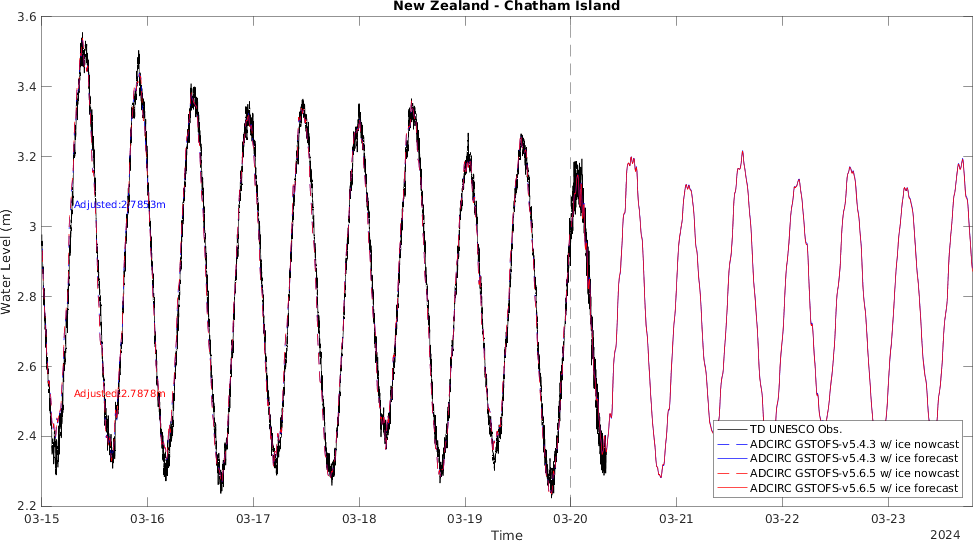 New Zealand - Chatham Island
3.6
3.4
3.2
3
2.8
2.6
2.4
2.2
Water Level (m)
Adjusted:2.7853m
Adjusted:2.7878m
TD UNESCO Obs.
ADCIRC GSTOFS-v5.4.3 w/ ice nowcast
ADCIRC GSTOFS-v5.4.3 w/ ice forecast
ADCIRC GSTOFS-v5.6.5 w/ ice nowcast
ADCIRC GSTOFS-v5.6.5 w/ ice forecast
03-15 03-16 03-17 03-18 03-19 03-20 03-21 03-22 03-23
Time
2024